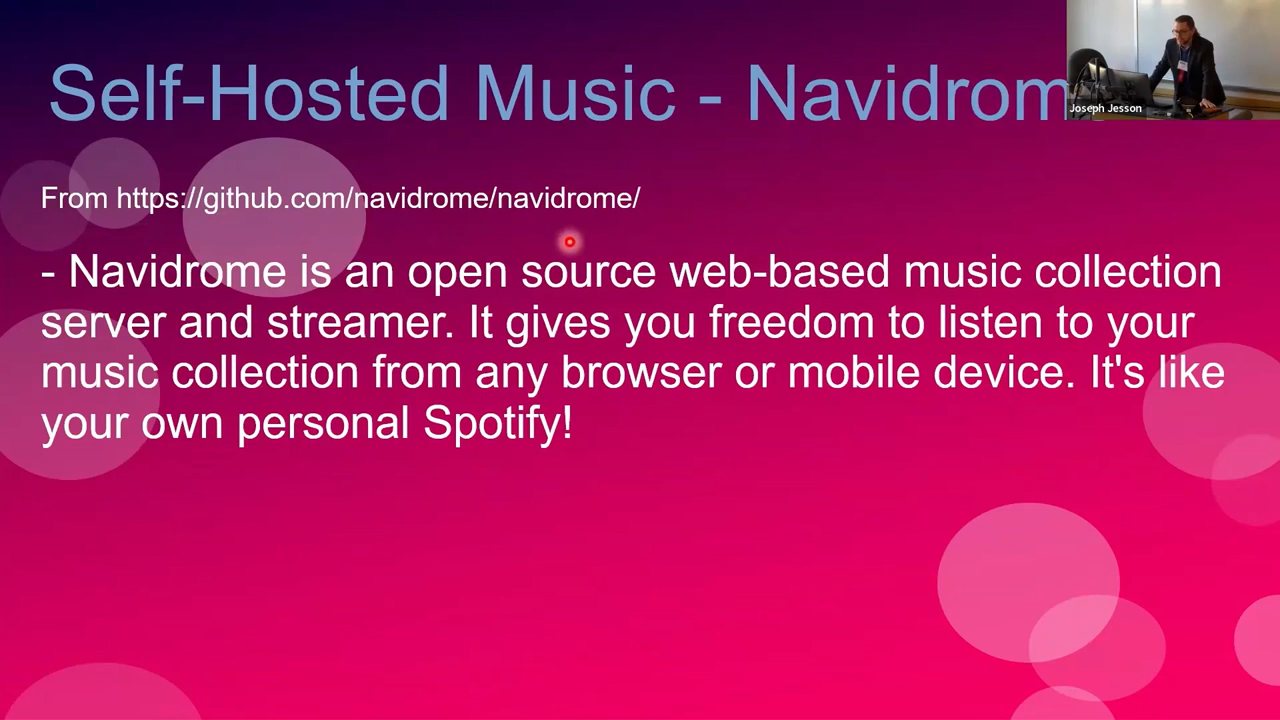 Self-Hosted Music - Navidrom
Joseph Jesson
From https://github.com/navidrome/navidrome/
- Navidrome is an open source web-based music collection
server and streamer. It gives you freedom to listen to your
music collection from any browser or mobile device. It's like
your own personal Spotify!